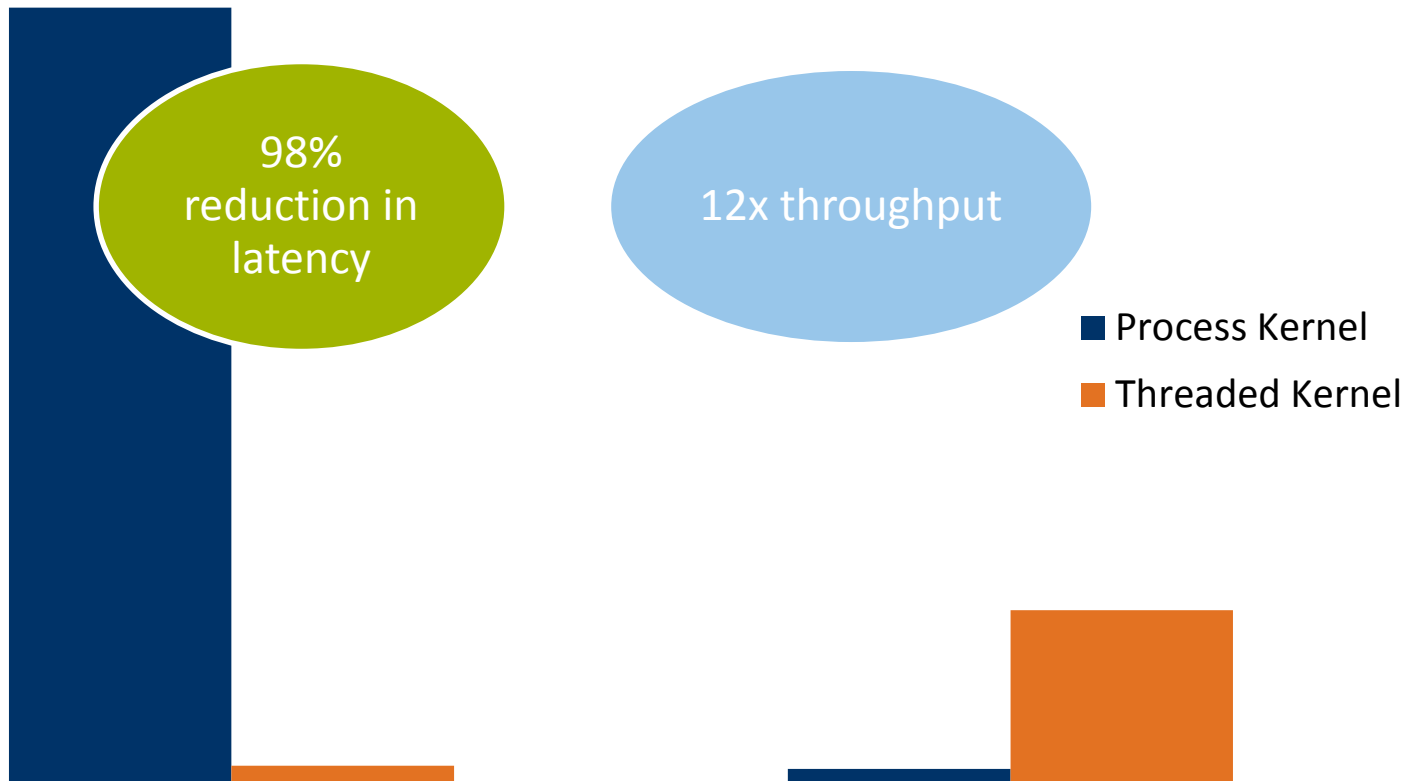 98%
reduction in
latency
12x throughput
Process Kernel
Threaded Kernel